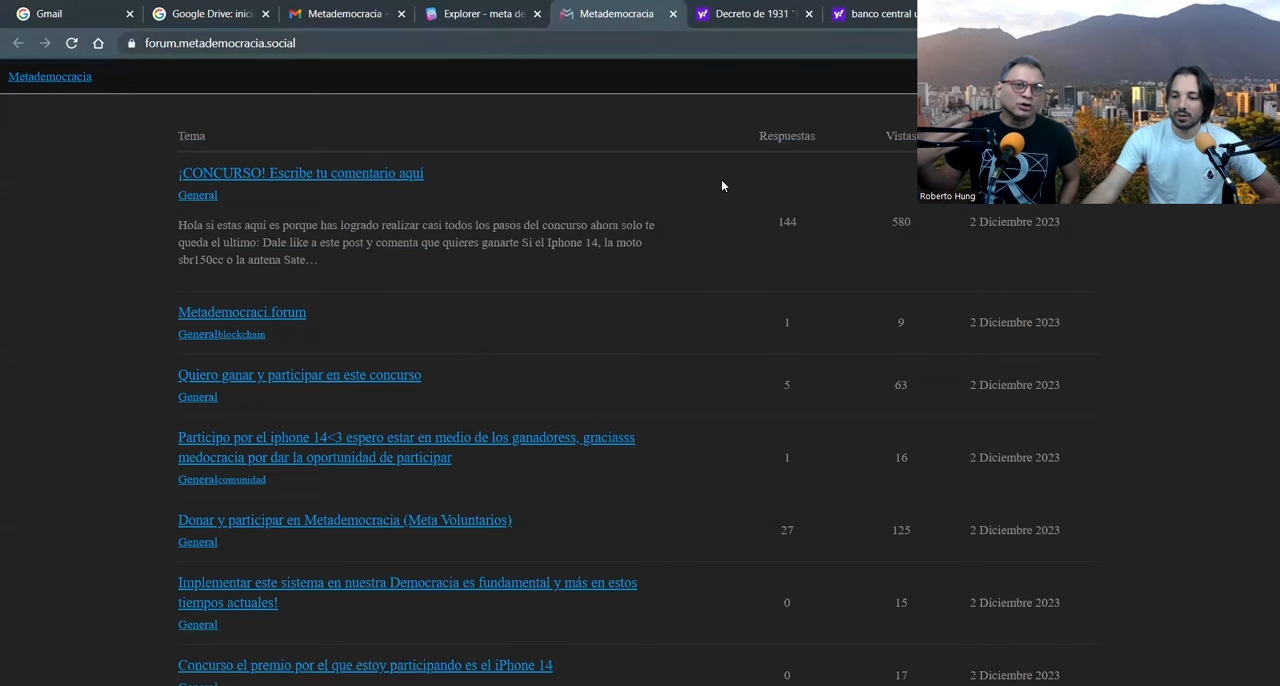 Gmail
Google Drive: inici
Metademocracia -
Explorer - meta de
Metademocracia
Decreto de 1931 "
banco central u
forum.metademocracia.social
Metademocracia
Tema Respuestas Vistas
¡CONCURSO! Escribe tu comentario aquí
General
Hola si estas aquí es porque has logrado realizar casi todos los pasos del concurso ahora solo te
queda el ultimo: Dale like a este post y comenta que quieres ganarte Si el Iphone 14, la moto
sbr150cc o la antena Sate…
144 580 2 Diciembre 2023
Metademocraci.forum
Generalblockchain
1 9 2 Diciembre 2023
Quiero ganar y participar en este concurso
General
5 63 2 Diciembre 2023
Participo por el iphone 14<3 espero estar en medio de los ganadoress, graciasss
medocracia por dar la oportunidad de participar
Generalcomunidad
1 16 2 Diciembre 2023
Donar y participar en Metademocracia (Meta Voluntarios)
General
27 125 2 Diciembre 2023
Implementar este sistema en nuestra Democracia es fundamental y más en estos
tiempos actuales!
General
0 15 2 Diciembre 2023
Concurso el premio por el que estoy participando es el iPhone 14
General
0 17 2 Diciembre 2023
Roberto Hung